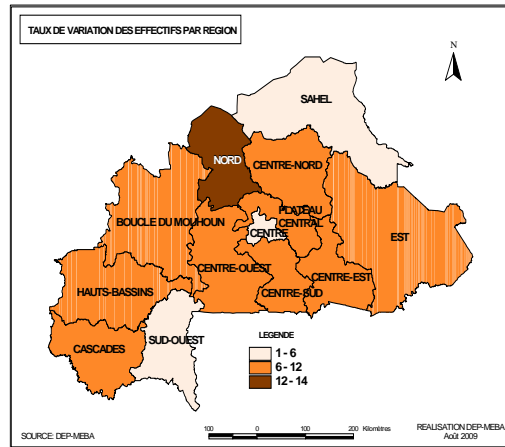 TAUX DE VARIATION DES EFFECTIFS PAR REGION
N
SAHEL
NORD
CENTRE-NORD
BOUCLE DU MOUHOUN
PLATEAU
CENTRAL
CENTRE
EST
CENTRE-OUEST
CENTRE-EST
HAUTS-BASSINS
CENTRE-SUD
SUD-OUEST
CASCADES
LEGENDE
1 - 6
6 - 12
12 - 14
100 0 100 200 Kilomètres
SOURCE: DEP-MEBA
REALISATION DEP-MEBA
Août 2009